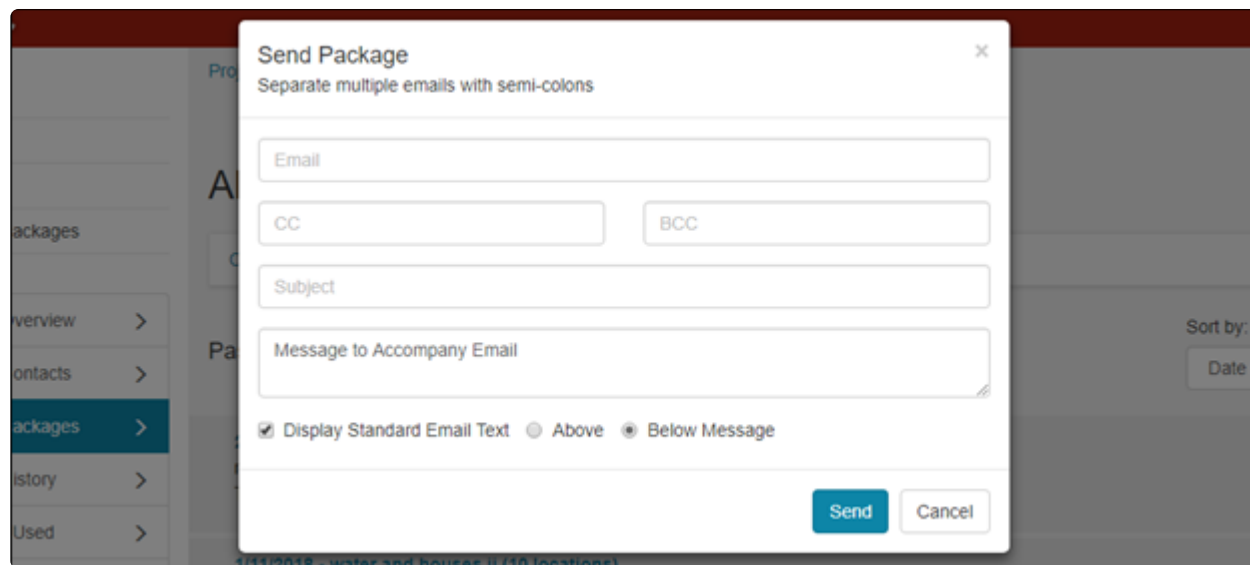 Send Package
×
Separate multiple emails with semi-colons
Pro
Email
Al
CC
BCC
ackages
Subject
verview
Sort by:
Message to Accompany Email
Pa
ontacts
Date
ackages
Display Standard Email Text
Above
Below Message
istory
Send
Cancel
Used
1/11/2018 - water and houses ii (10 locations)